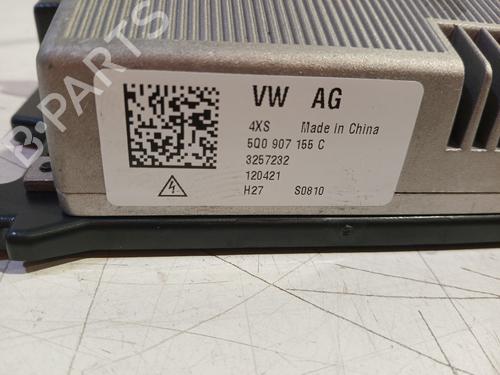 B-PARTS
VW AG
4XS Made in China
5Q0 907 155 C
3257232
120421
H27 S0810